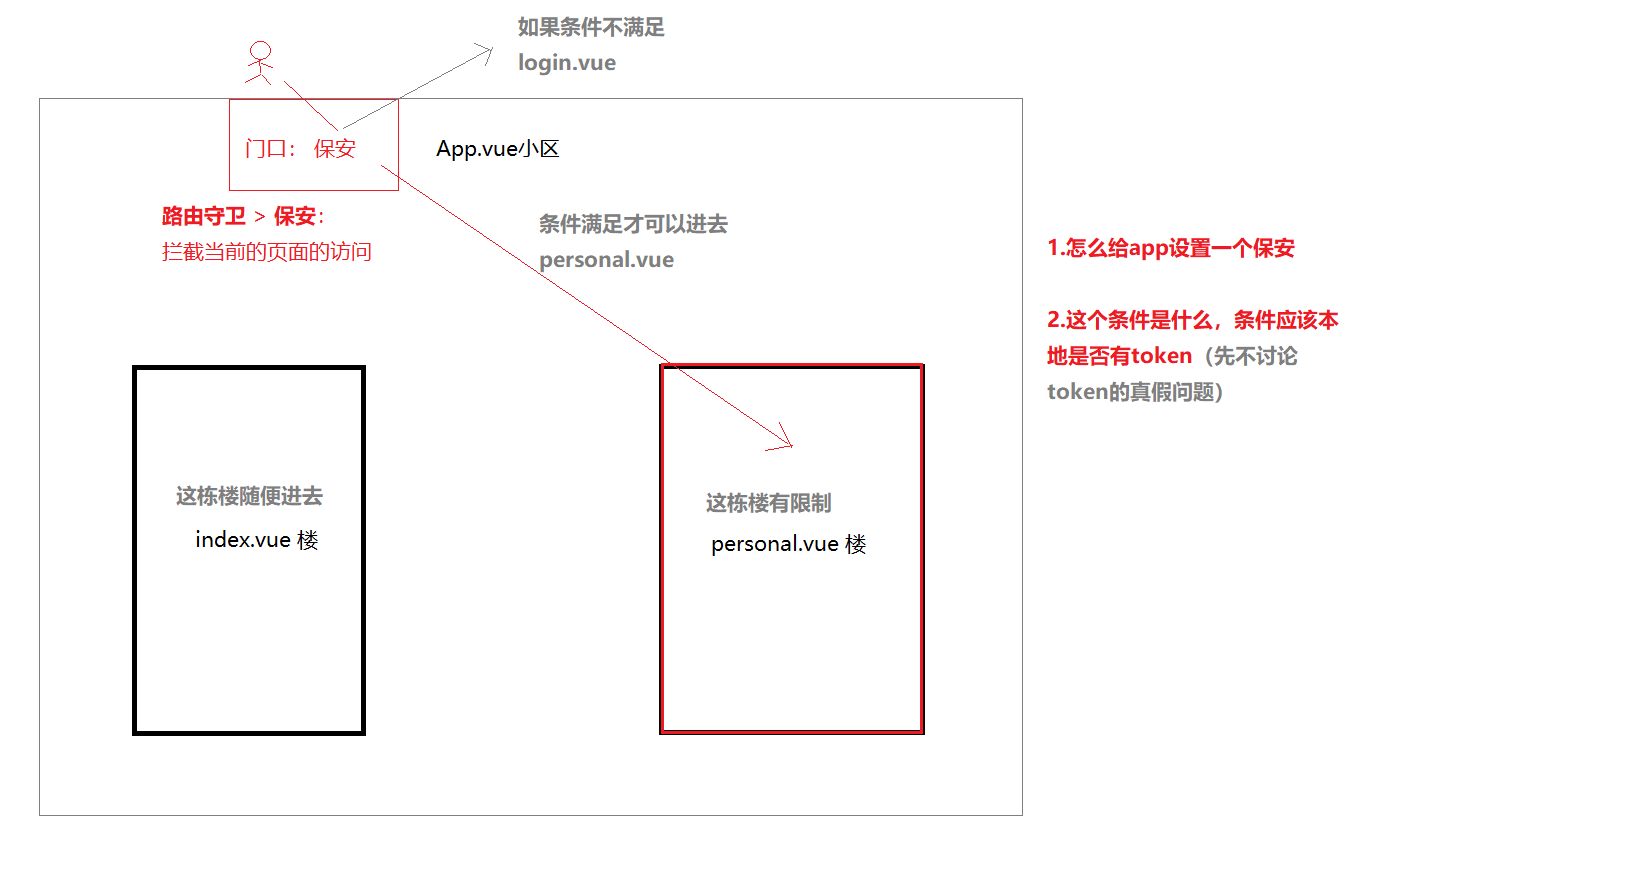 如果条件不满足
login.vue
门口： 保安
App.vue小区
路由守卫 > 保安：
拦截当前的页面的访问
条件满足才可以进去
personal.vue
1.怎么给app设置一个保安
2.这个条件是什么，条件应该本
地是否有token（先不讨论
token的真假问题）
这栋楼随便进去
index.vue 楼
这栋楼有限制
personal.vue 楼